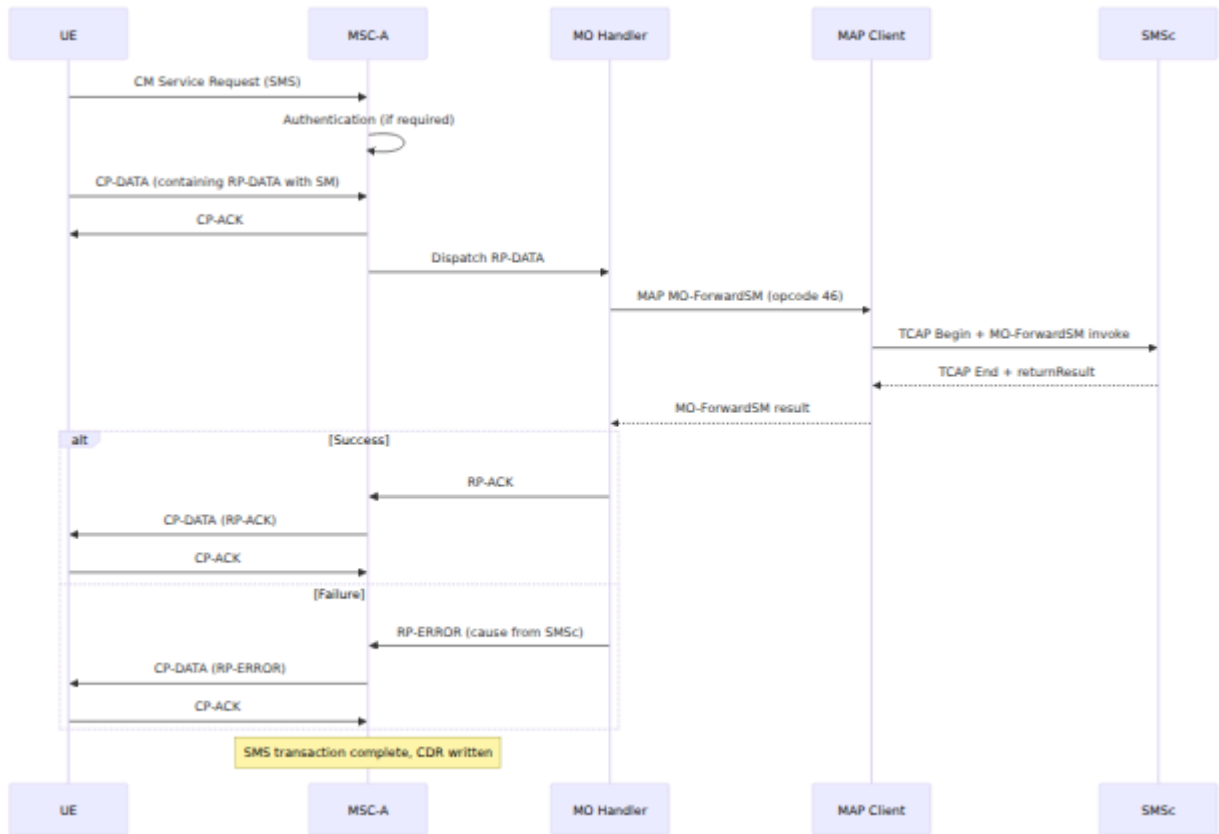 UE MSC-A MO Handler MAP Client SMSc
CM Service Request (SMS)
Authentication (if required)
CP-DATA (containing RP-DATA with SM)
CP-ACK
Dispatch RP-DATA
MAP MO-ForwardSM (opcode 46)
TCAP Begin + MO-ForwardSM invoke
TCAP End + returnResult
MO-ForwardSM result
alt [Success]
RP-ACK
CP-DATA (RP-ACK)
CP-ACK
[Failure]
RP-ERROR (cause from SMSc)
CP-DATA (RP-ERROR)
CP-ACK
SMS transaction complete, CDR written
UE MSC-A MO Handler MAP Client SMSc